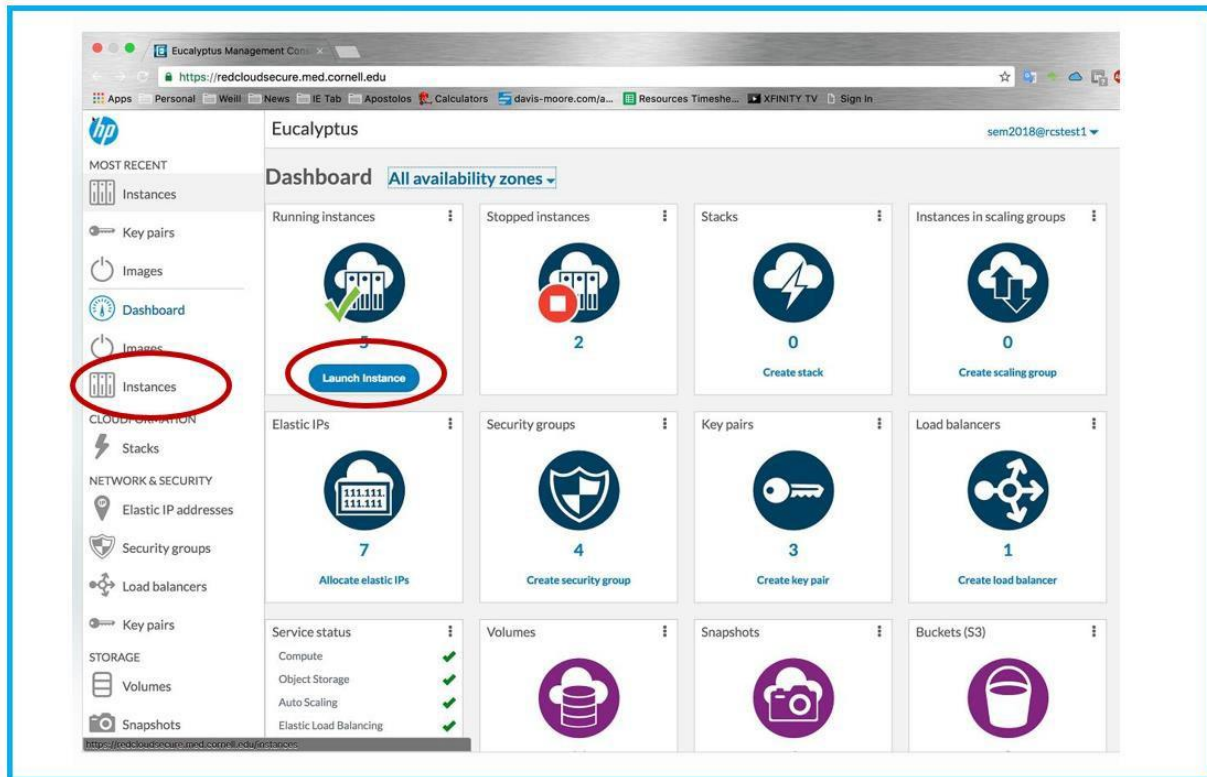 Eucalyptus Management Con
https://redcloudsecure.med.cornell.edu
Apps Personal Weill News IE Tab Apostolos Calculators davis-moore.com/a... Resources Timeshe... XFINITY TV Sign In
hp
Eucalyptus
sem2018@rcstest1
MOST RECENT
Instances
Key pairs
Images
Dashboard
Images
Instances
CLOUDFORMATION
Stacks
NETWORK & SECURITY
Elastic IP addresses
Security groups
Load balancers
Key pairs
STORAGE
Volumes
Snapshots
https://redcloudsecure.med.cornell.edu/instances
Dashboard All availability zones
Running instances
5
Launch Instance
Stopped instances
2
Stacks
0
Create stack
Instances in scaling groups
0
Create scaling group
Elastic IPs
111.111.
111.111
7
Allocate elastic IPs
Security groups
4
Create security group
Key pairs
3
Create key pair
Load balancers
1
Create load balancer
Service status
Compute
Object Storage
Auto Scaling
Elastic Load Balancing
Volumes
Snapshots
Buckets (S3)